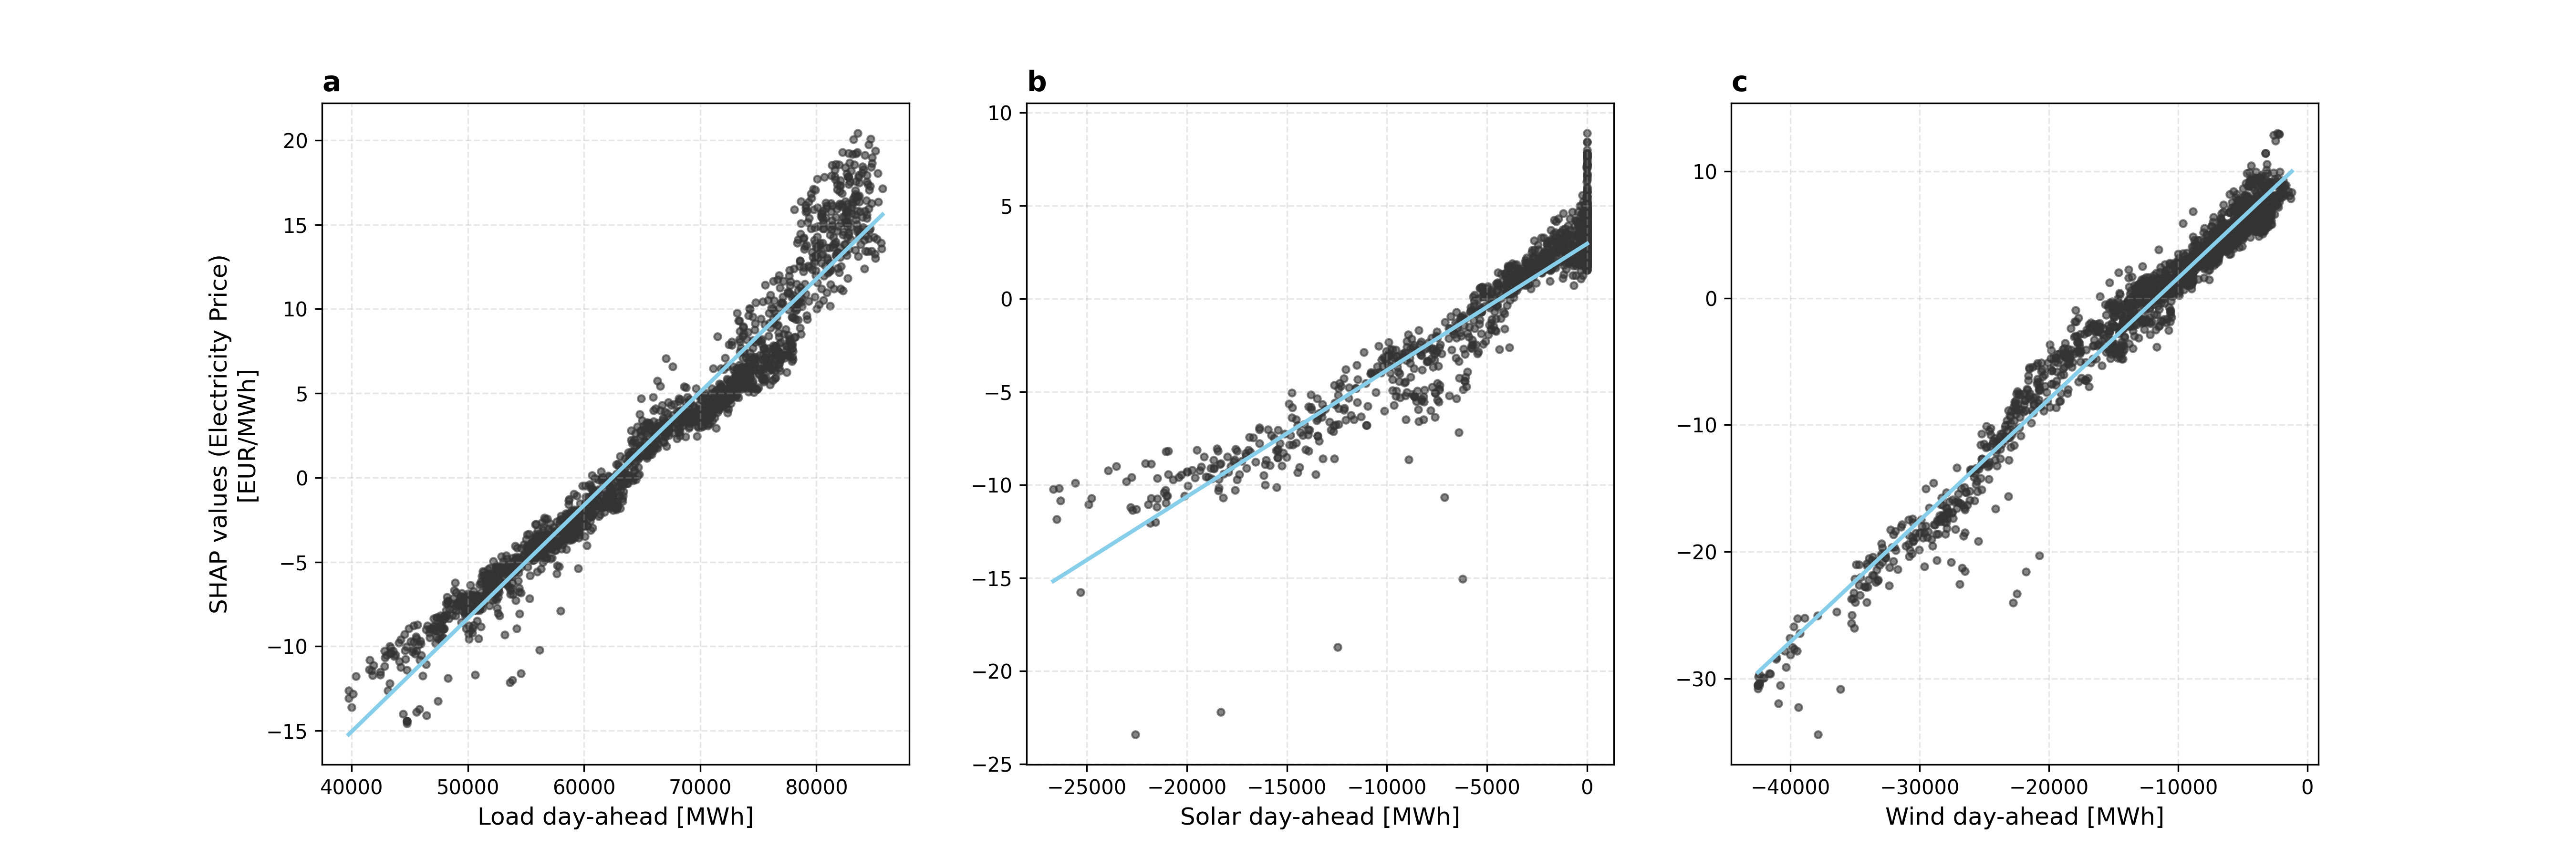 a
b
c
SHAP values (Electricity Price)
[EUR/MWh]
20
15
10
5
0
−5
−10
−15
40000 50000 60000 70000 80000
Load day-ahead [MWh]
10
5
0
−5
−10
−15
−20
−25
−25000 −20000 −15000 −10000 −5000 0
Solar day-ahead [MWh]
10
0
−10
−20
−30
−40000 −30000 −20000 −10000 0
Wind day-ahead [MWh]